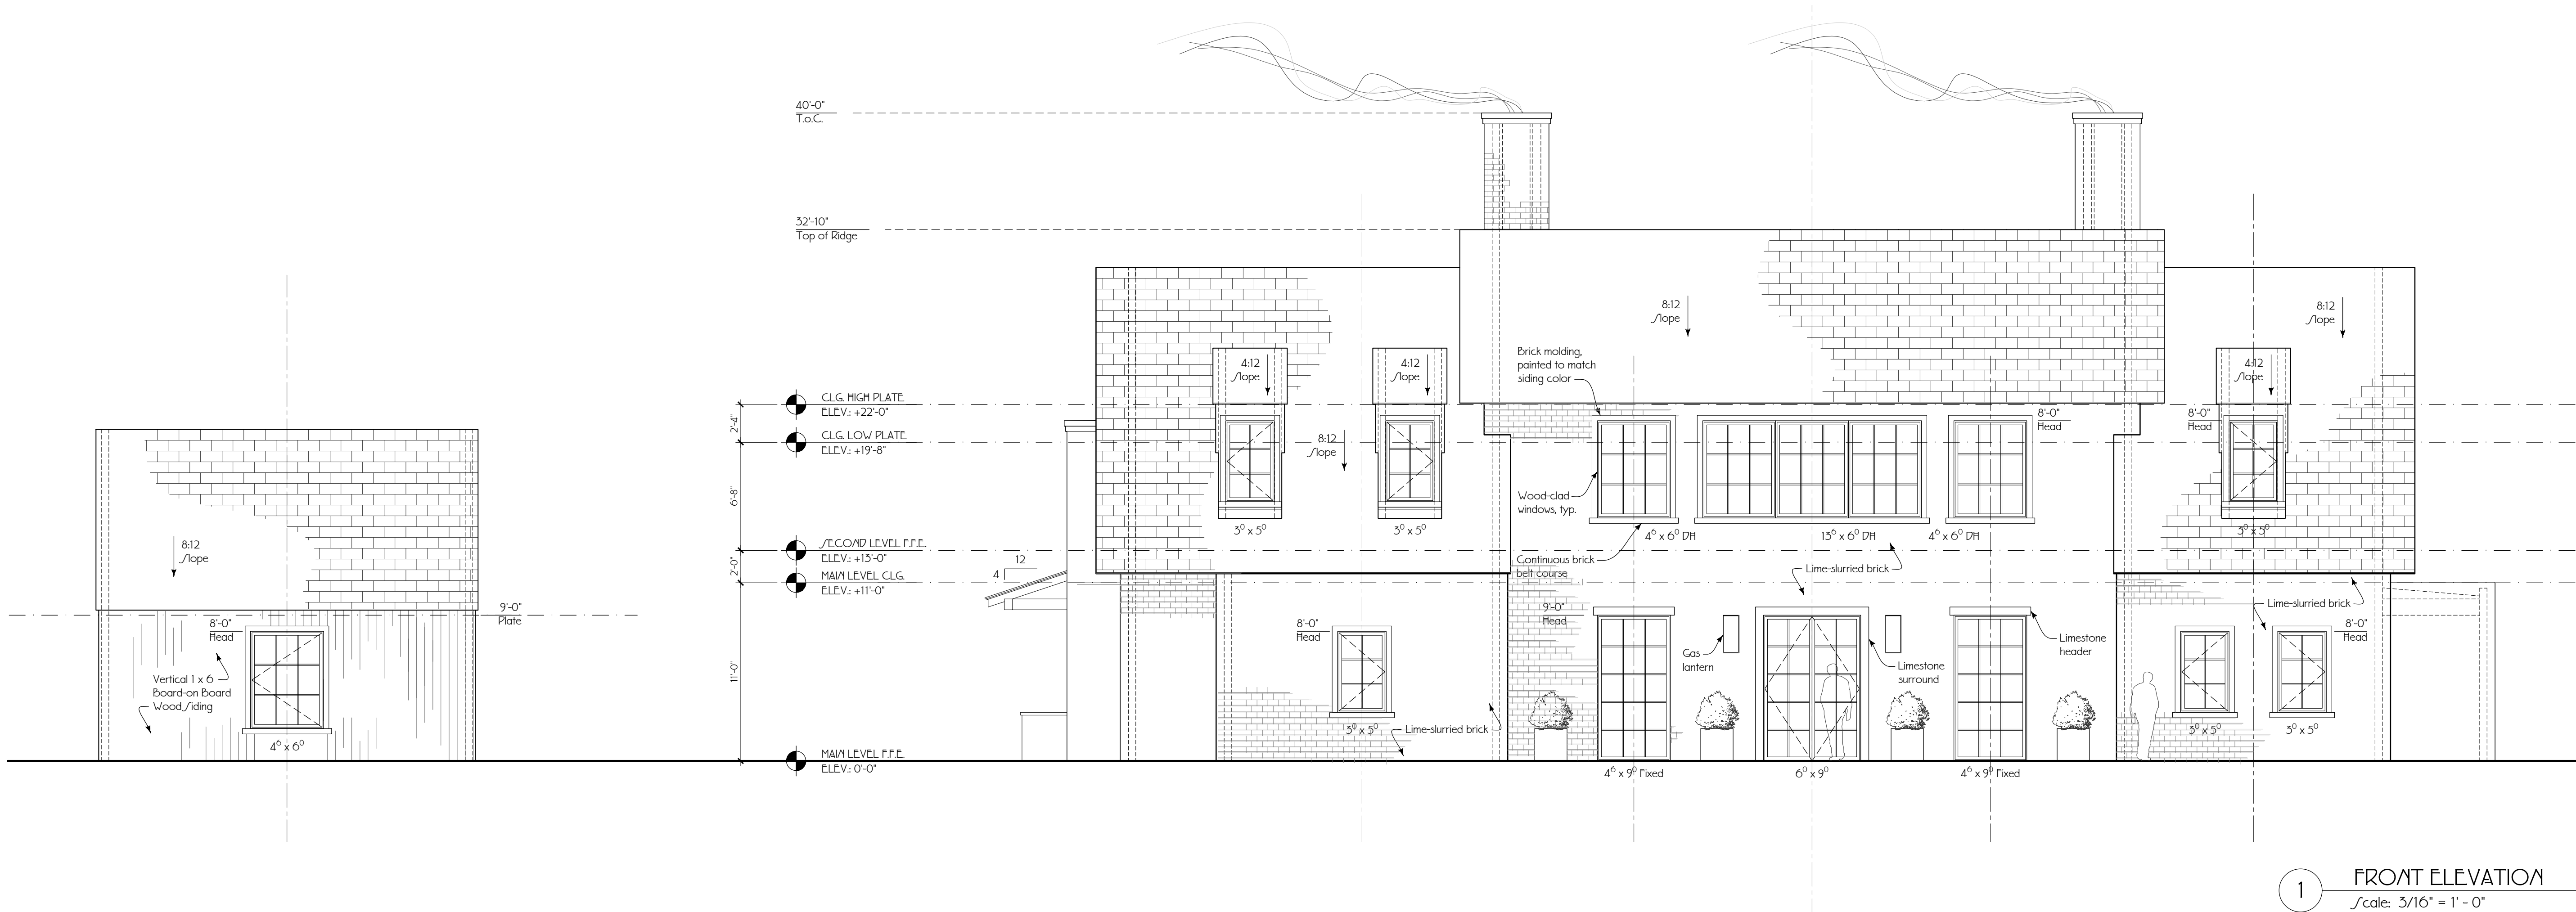 40'-0"
T.o.C.
32'-10"
Top of Ridge
8:12
Slope
8:12
Slope
Brick molding,
painted to match
siding color
4:12
Slope
4:12
Slope
4:12
Slope
CLG. HIGH PLATE
ELEV.: +22'-0"
2'-4"
8'-0"
Head
8'-0"
Head
CLG. LOW PLATE
ELEV.: +19'-8"
8:12
Slope
6'-8"
Wood-clad
windows, typ.
3⁰ x 5⁰
3⁰ x 5⁰
4⁶ x 6⁰ DH
13⁶ x 6⁰ DH
4⁶ x 6⁰ DH
3⁰ x 5⁰
8:12
Slope
SECOND LEVEL F.F.E.
ELEV.: +13'-0"
2'-0"
Continuous brick
belt course
Lime-slurried brick
12
4
MAIN LEVEL CLG.
ELEV.: +11'-0"
9'-0"
Plate
9'-0"
Head
Lime-slurried brick
8'-0"
Head
8'-0"
Head
8'-0"
Head
Gas
lantern
Limestone
surround
Limestone
header
11'-0"
Vertical 1 x 6
Board-on Board
Wood Siding
3⁰ x 5⁰
Lime-slurried brick
3⁰ x 5⁰
3⁰ x 5⁰
4⁶ x 6⁰
MAIN LEVEL F.F.E.
ELEV.: 0'-0"
4⁶ x 9⁰ Fixed
6⁰ x 9⁰
4⁶ x 9⁰ Fixed
1
FRONT ELEVATION
Scale: 3/16" = 1' - 0"